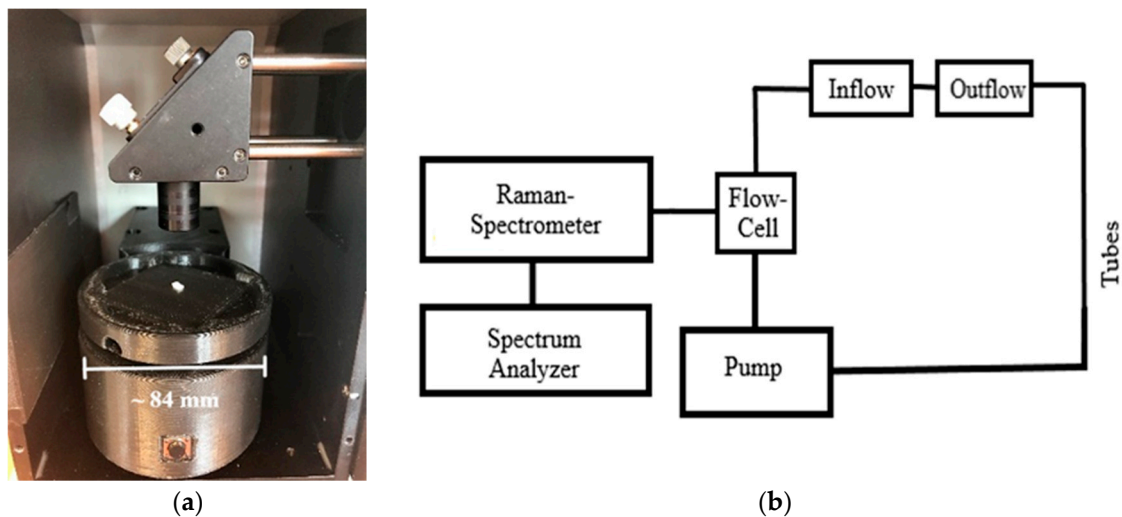 ~ 84 mm
(a)
Raman-
Spectrometer
Spectrum
Analyzer
Flow-
Cell
Pump
Inflow
Outflow
Tubes
(b)